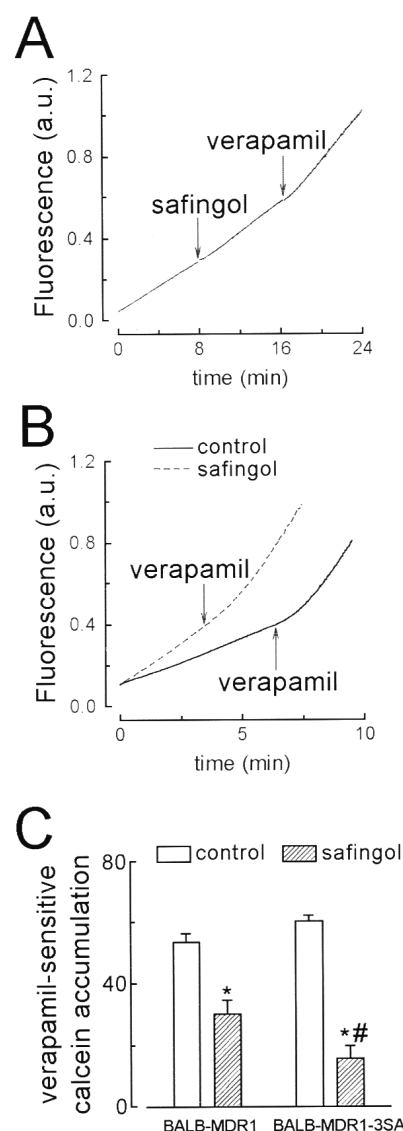 A
1.2
0.8
0.4
0.0
Fluorescence (a.u.)
verapamil
safingol
0 8 16 24
time (min)
B
control
safingol
1.2
0.8
0.4
0.0
Fluorescence (a.u.)
verapamil
verapamil
0 5 10
time (min)
C
control safingol
80
40
0
verapamil-sensitive
calcein accumulation
*
*#
BALB-MDR1 BALB-MDR1-3SA